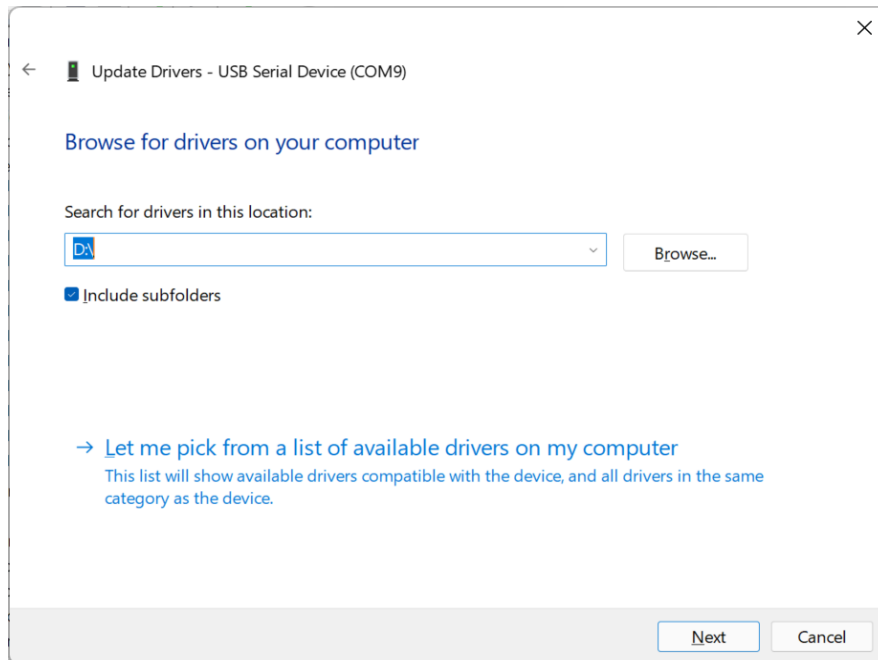 Update Drivers - USB Serial Device (COM9)
Browse for drivers on your computer
Search for drivers in this location:
D:\
Browse...
Include subfolders
Let me pick from a list of available drivers on my computer
This list will show available drivers compatible with the device, and all drivers in the same
category as the device.
Next
Cancel